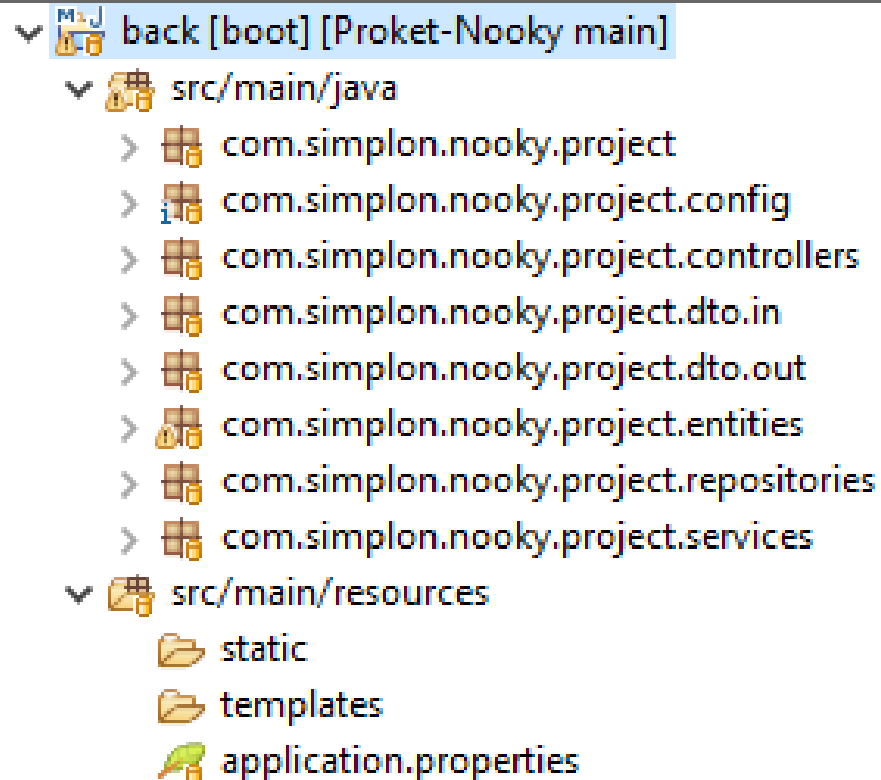 back [boot] [Proket-Nooky main]
src/main/java
com.simplon.nooky.project
com.simplon.nooky.project.config
com.simplon.nooky.project.controllers
com.simplon.nooky.project.dto.in
com.simplon.nooky.project.dto.out
com.simplon.nooky.project.entities
com.simplon.nooky.project.repositories
com.simplon.nooky.project.services
src/main/resources
static
templates
application.properties